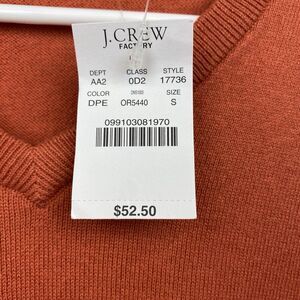 J.CREW
FACTORY
DEPT CLASS STYLE
AA2 0D2 17736
COLOR SIZE
DPE OR5440 S
099103081970
$52.50